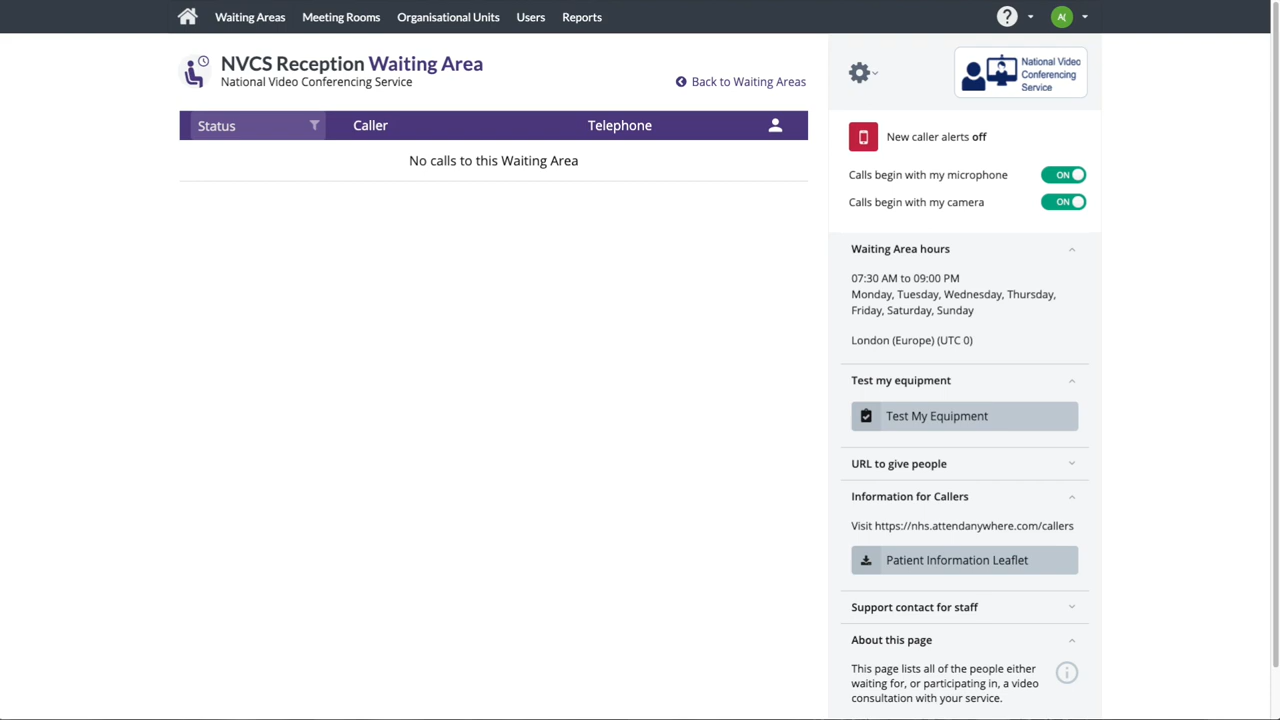 Waiting Areas Meeting Rooms Organisational Units Users Reports ? A(
NVCS Reception Waiting Area
National Video Conferencing Service
Back to Waiting Areas
Status Caller Telephone
No calls to this Waiting Area
National Video
Conferencing
Service
New caller alerts off
Calls begin with my microphone ON
Calls begin with my camera ON
Waiting Area hours
07:30 AM to 09:00 PM
Monday, Tuesday, Wednesday, Thursday,
Friday, Saturday, Sunday
London (Europe) (UTC 0)
Test my equipment
Test My Equipment
URL to give people
Information for Callers
Visit https://nhs.attendanywhere.com/callers
Patient Information Leaflet
Support contact for staff
About this page
This page lists all of the people either
waiting for, or participating in, a video
consultation with your service.